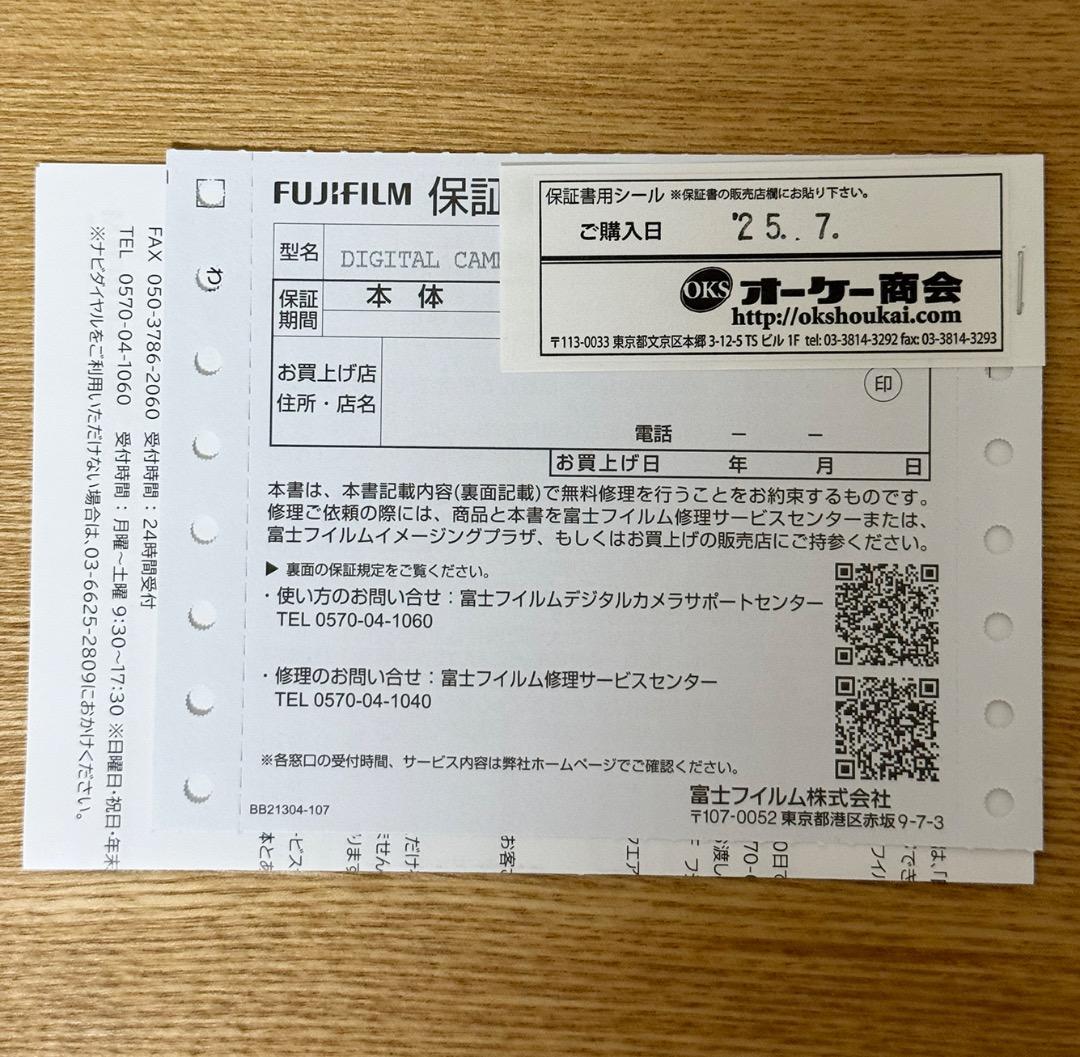 FUJIFILM 保証
型名 DIGITAL CAM
保証期間 本 体
お買上げ店
住所・店名
印
電話 ー ー
お買上げ日 年 月 日
保証書用シール ※保証書の販売店欄にお貼り下さい。
ご購入日 '25. . 7.
OKS オーケー商会
http://okshoukai.com
〒113-0033 東京都文京区本郷 3-12-5 TS ビル 1F tel: 03-3814-3292 fax: 03-3814-3293
本書は、本書記載内容(裏面記載)で無料修理を行うことをお約束するものです。
修理ご依頼の際には、商品と本書を富士フイルム修理サービスセンターまたは、
富士フイルムイメージングプラザ、もしくはお買上げの販売店にご持参ください。
▶ 裏面の保証規定をご覧ください。
・使い方のお問い合せ：富士フイルムデジタルカメラサポートセンター
TEL 0570-04-1060
・修理のお問い合せ：富士フイルム修理サービスセンター
TEL 0570-04-1040
※各窓口の受付時間、サービス内容は弊社ホームページでご確認ください。
BB21304-107
富士フイルム株式会社
〒107-0052 東京都港区赤坂 9-7-3
わ
FAX 050-3786-2060 受付時間：24時間受付
TEL 0570-04-1060 受付時間：月曜～土曜 9:30～17:30 ※日曜日・祝日・年末
※ナビダイヤルをご利用いただけない場合は、03-6625-2809におかけください。